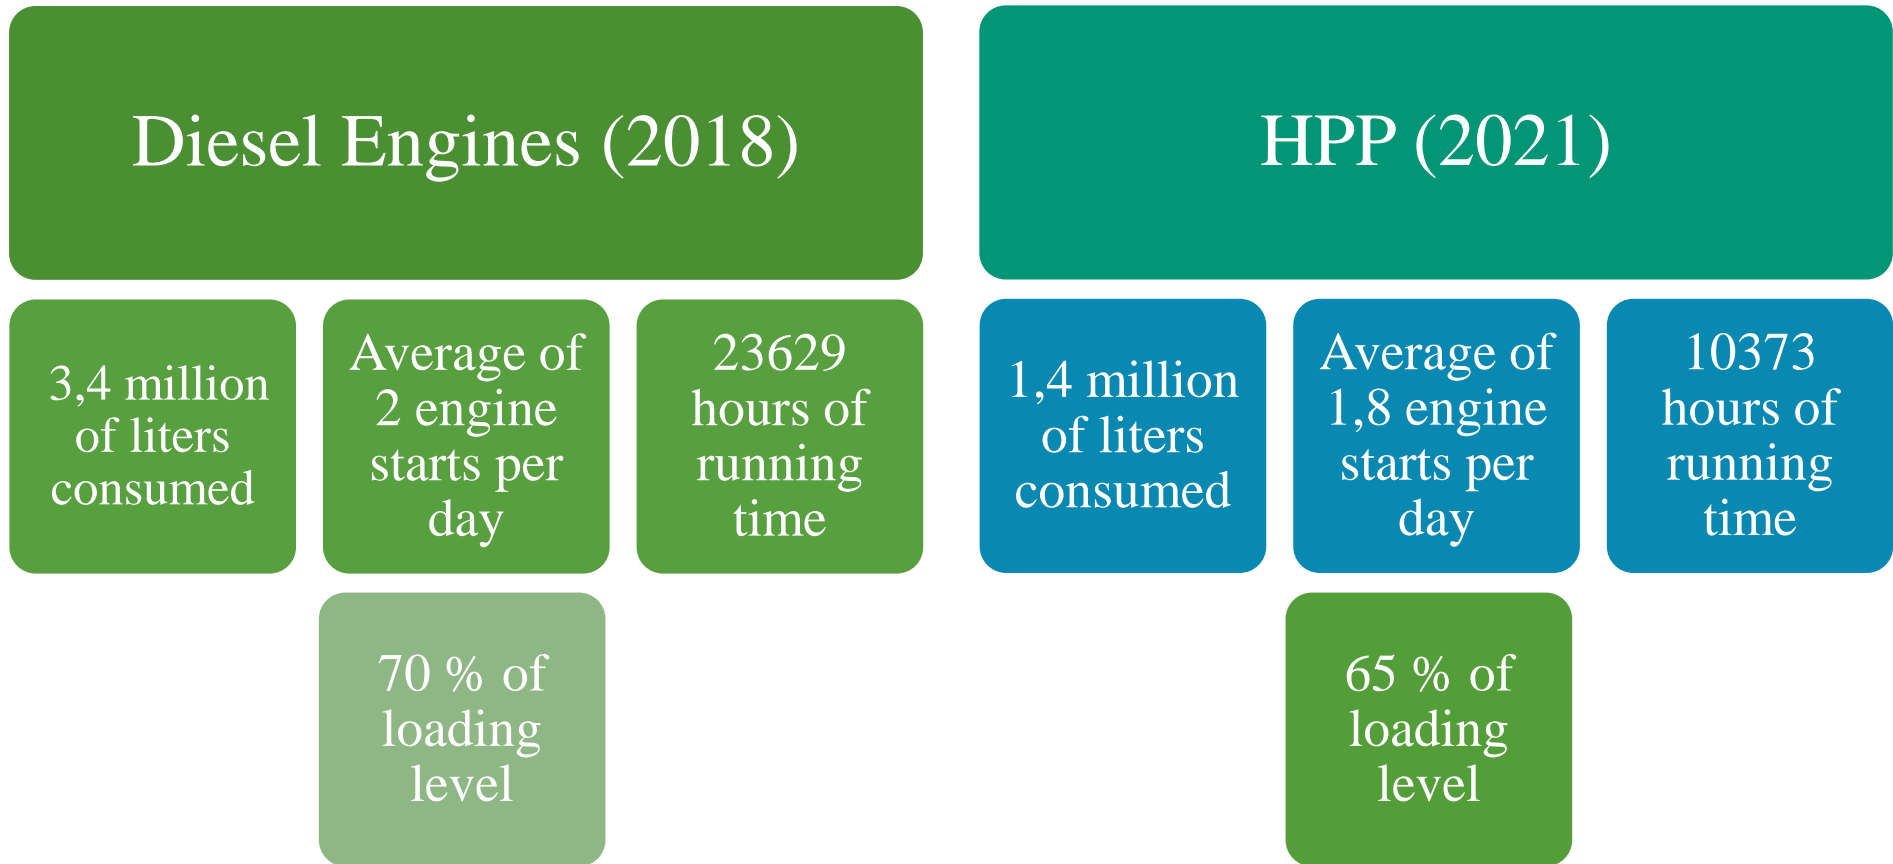 Diesel Engines (2018)
3,4 million
of liters
consumed
Average of
2 engine
starts per
day
23629
hours of
running
time
70 % of
loading
level
HPP (2021)
1,4 million
of liters
consumed
Average of
1,8 engine
starts per
day
10373
hours of
running
time
65 % of
loading
level